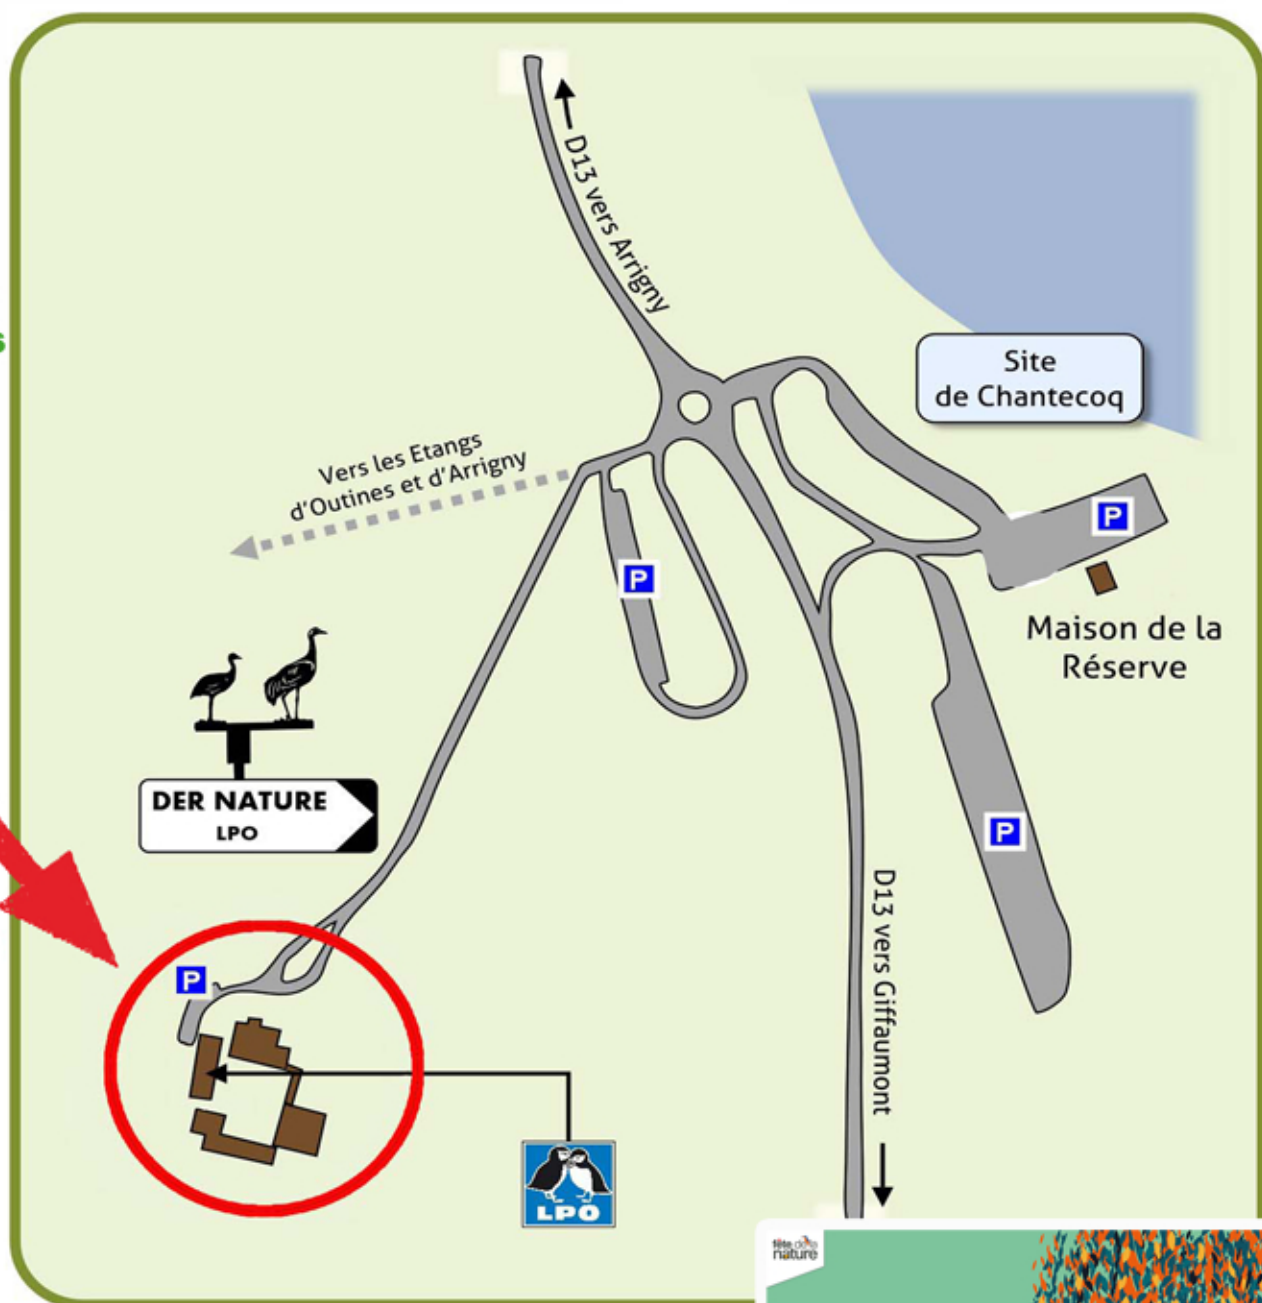 D13 vers Arrigny
s
Site
de Chantecoq
Vers les Etangs
d'Outines et d'Arrigny
P
P
Maison de la
Réserve
DER NATURE
LPO
P
D13 vers Giffaumont
P
LPO
fête de la
nature